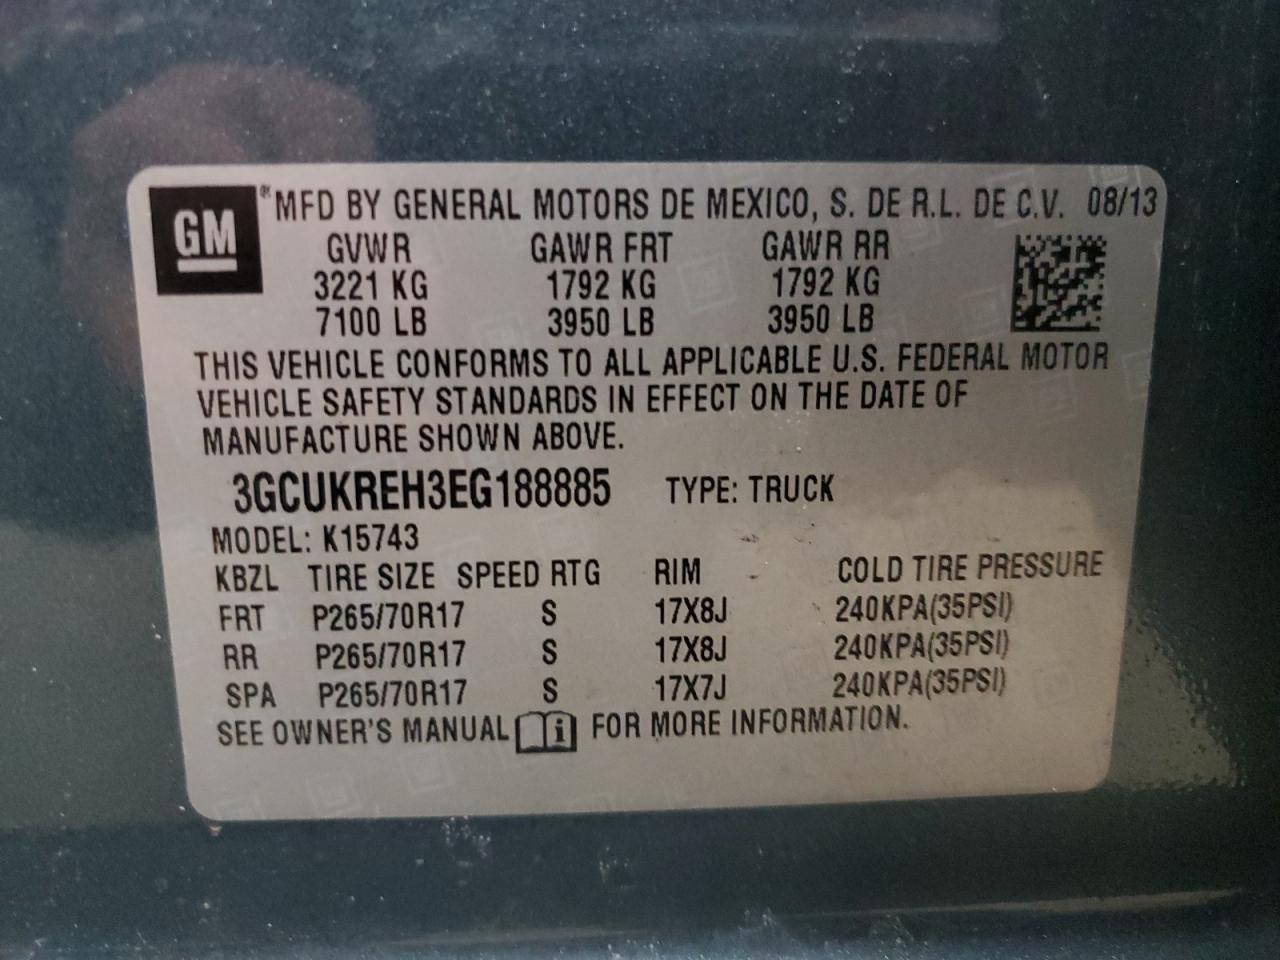 GM
® MFD BY GENERAL MOTORS DE MEXICO, S. DE R.L. DE C.V. 08/13
GVWR GAWR FRT GAWR RR
3221 KG 1792 KG 1792 KG
7100 LB 3950 LB 3950 LB
THIS VEHICLE CONFORMS TO ALL APPLICABLE U.S. FEDERAL MOTOR
VEHICLE SAFETY STANDARDS IN EFFECT ON THE DATE OF
MANUFACTURE SHOWN ABOVE.
3GCUKREH3EG188885 TYPE: TRUCK
MODEL: K15743
KBZL TIRE SIZE SPEED RTG RIM COLD TIRE PRESSURE
FRT P265/70R17 S 17X8J 240KPA(35PSI)
RR P265/70R17 S 17X8J 240KPA(35PSI)
SPA P265/70R17 S 17X7J 240KPA(35PSI)
SEE OWNER'S MANUAL i FOR MORE INFORMATION.